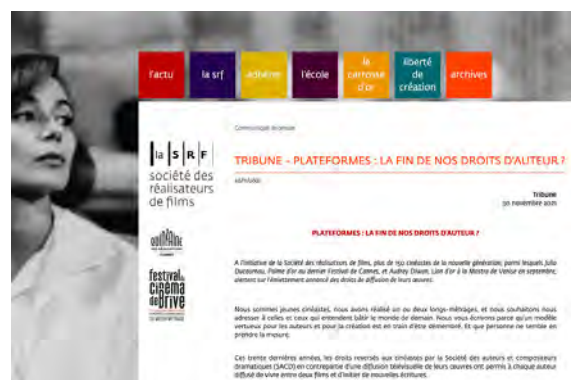 l'actu
la srf
adhérer
l'école
le
carrosse
d'or
liberté
de
création
archives
Communiqué de presse
la SRF
société des
réalisateurs
de films
TRIBUNE - PLATEFORMES : LA FIN DE NOS DROITS D'AUTEUR ?
Tribune
30 novembre 2021
PLATEFORMES : LA FIN DE NOS DROITS D'AUTEUR ?
QUINZAINE
festival
cinéma
de Brive
A l'initiative de la Société des réalisateurs de films, plus de 150 cinéastes de la nouvelle génération, parmi lesquels Julia
Ducournau, Palme d'or au dernier Festival de Cannes, et Audrey Diwan, Lion d'or à la Mostra de Venise en septembre,
alertent sur l'émiettement annoncé des droits de diffusion de leurs œuvres.
Nous sommes jeunes cinéastes, nous avons réalisé un ou deux longs-métrages, et nous souhaitons nous
adresser à celles et ceux qui entendent bâtir le monde de demain. Nous vous écrivons parce qu'un modèle
vertueux pour les auteurs et pour la création est en train d'être démembré. Et que personne ne semble en
prendre la mesure.
Ces trente dernières années, les droits reversés aux cinéastes par la Société des auteurs et compositeurs
dramatiques (SACD) en contrepartie d'une diffusion télévisuelle de leurs œuvres ont permis à chaque auteur
diffusé de vivre entre deux films et d'initier de nouvelles écritures.